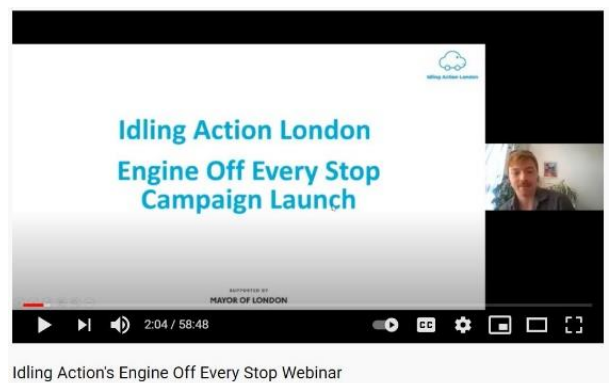 Idling Action London
Idling Action London
Engine Off Every Stop
Campaign Launch
SUPPORTED BY
MAYOR OF LONDON
2:04 / 58:48
CC
Idling Action's Engine Off Every Stop Webinar